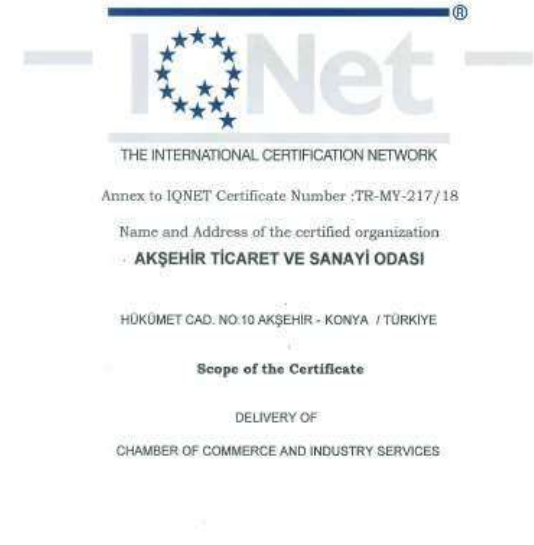 ®
IQNet
THE INTERNATIONAL CERTIFICATION NETWORK
Annex to IQNET Certificate Number :TR-MY-217/18
Name and Address of the certified organization
AKŞEHİR TİCARET VE SANAYİ ODASI
HÜKÜMET CAD. NO:10 AKŞEHİR - KONYA / TÜRKİYE
Scope of the Certificate
DELIVERY OF
CHAMBER OF COMMERCE AND INDUSTRY SERVICES